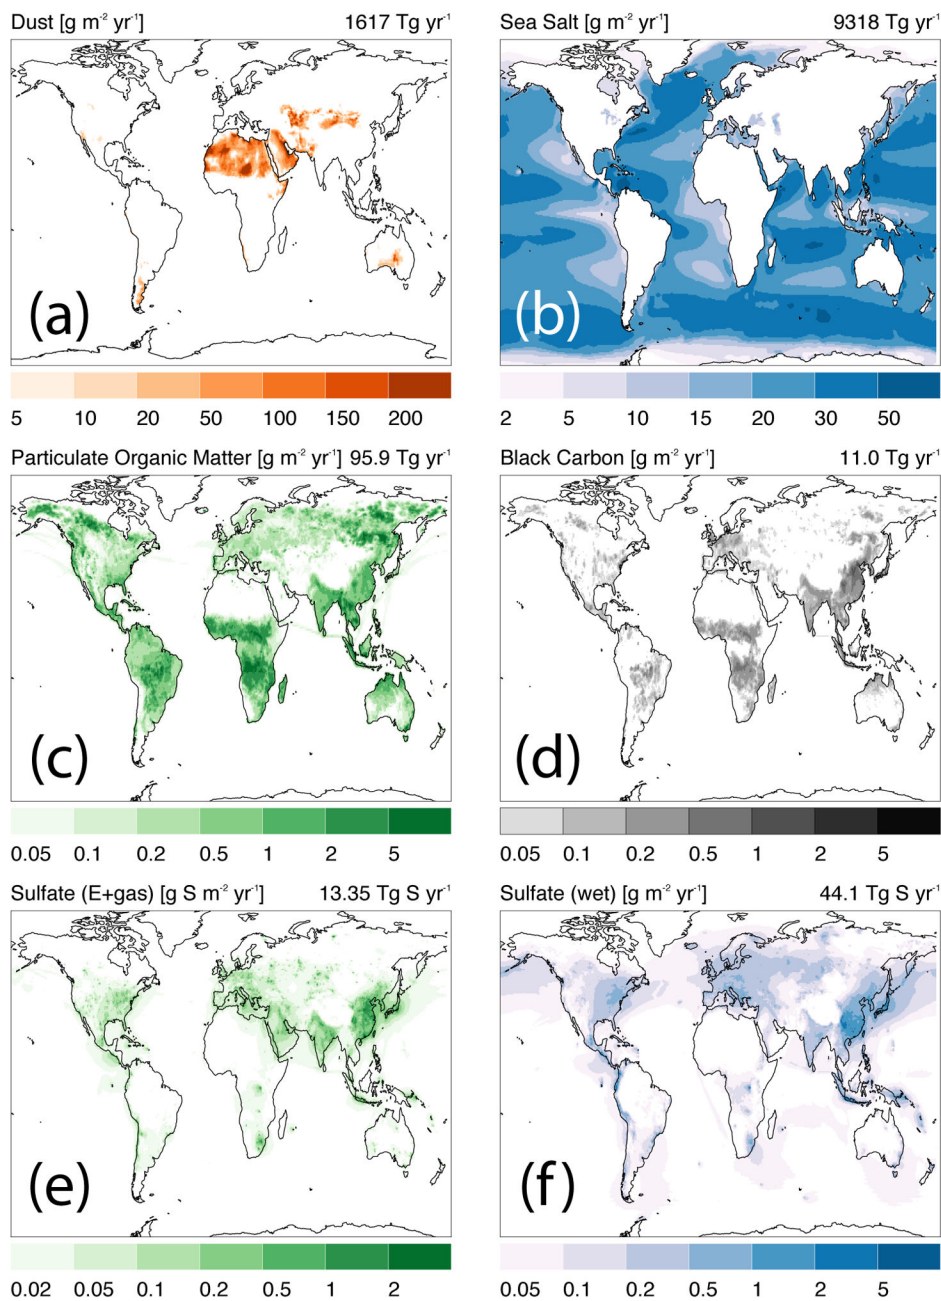 Dust [g m⁻² yr⁻¹] 1617 Tg yr⁻¹
(a)
5 10 20 50 100 150 200
Sea Salt [g m⁻² yr⁻¹] 9318 Tg yr⁻¹
(b)
2 5 10 15 20 30 50
Particulate Organic Matter [g m⁻² yr⁻¹] 95.9 Tg yr⁻¹
(c)
0.05 0.1 0.2 0.5 1 2 5
Black Carbon [g m⁻² yr⁻¹] 11.0 Tg yr⁻¹
(d)
0.05 0.1 0.2 0.5 1 2 5
Sulfate (E+gas) [g S m⁻² yr⁻¹] 13.35 Tg S yr⁻¹
(e)
0.02 0.05 0.1 0.2 0.5 1 2
Sulfate (wet) [g m⁻² yr⁻¹] 44.1 Tg S yr⁻¹
(f)
0.05 0.1 0.2 0.5 1 2 5